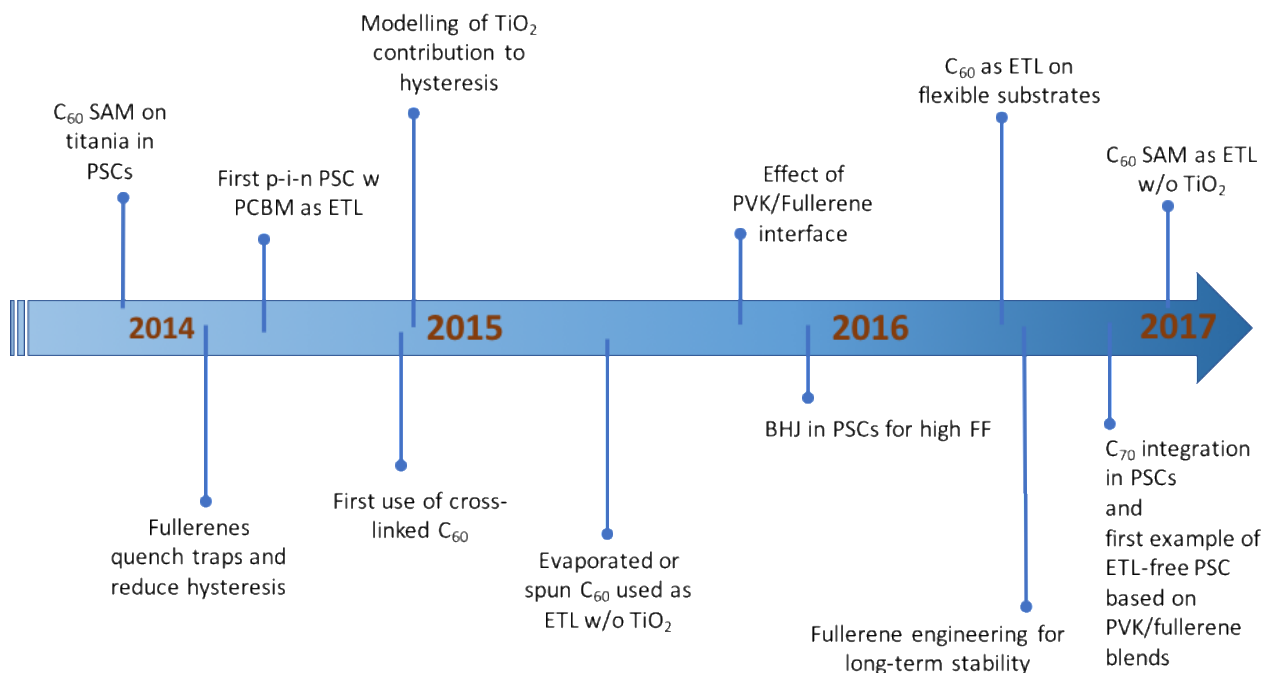 Modelling of TiO₂
contribution to
hysteresis
C₆₀ as ETL on
flexible substrates
C₆₀ SAM on
titania in
PSCs
First p-i-n PSC w
PCBM as ETL
Effect of
PVK/Fullerene
interface
C₆₀ SAM as ETL
w/o TiO₂
2014
2015
2016
2017
Fullerenes
quench traps and
reduce hysteresis
First use of cross-
linked C₆₀
Evaporated or
spun C₆₀ used as
ETL w/o TiO₂
BHJ in PSCs for high FF
Fullerene engineering for
long-term stability
C₇₀ integration
in PSCs
and
first example of
ETL-free PSC
based on
PVK/fullerene
blends